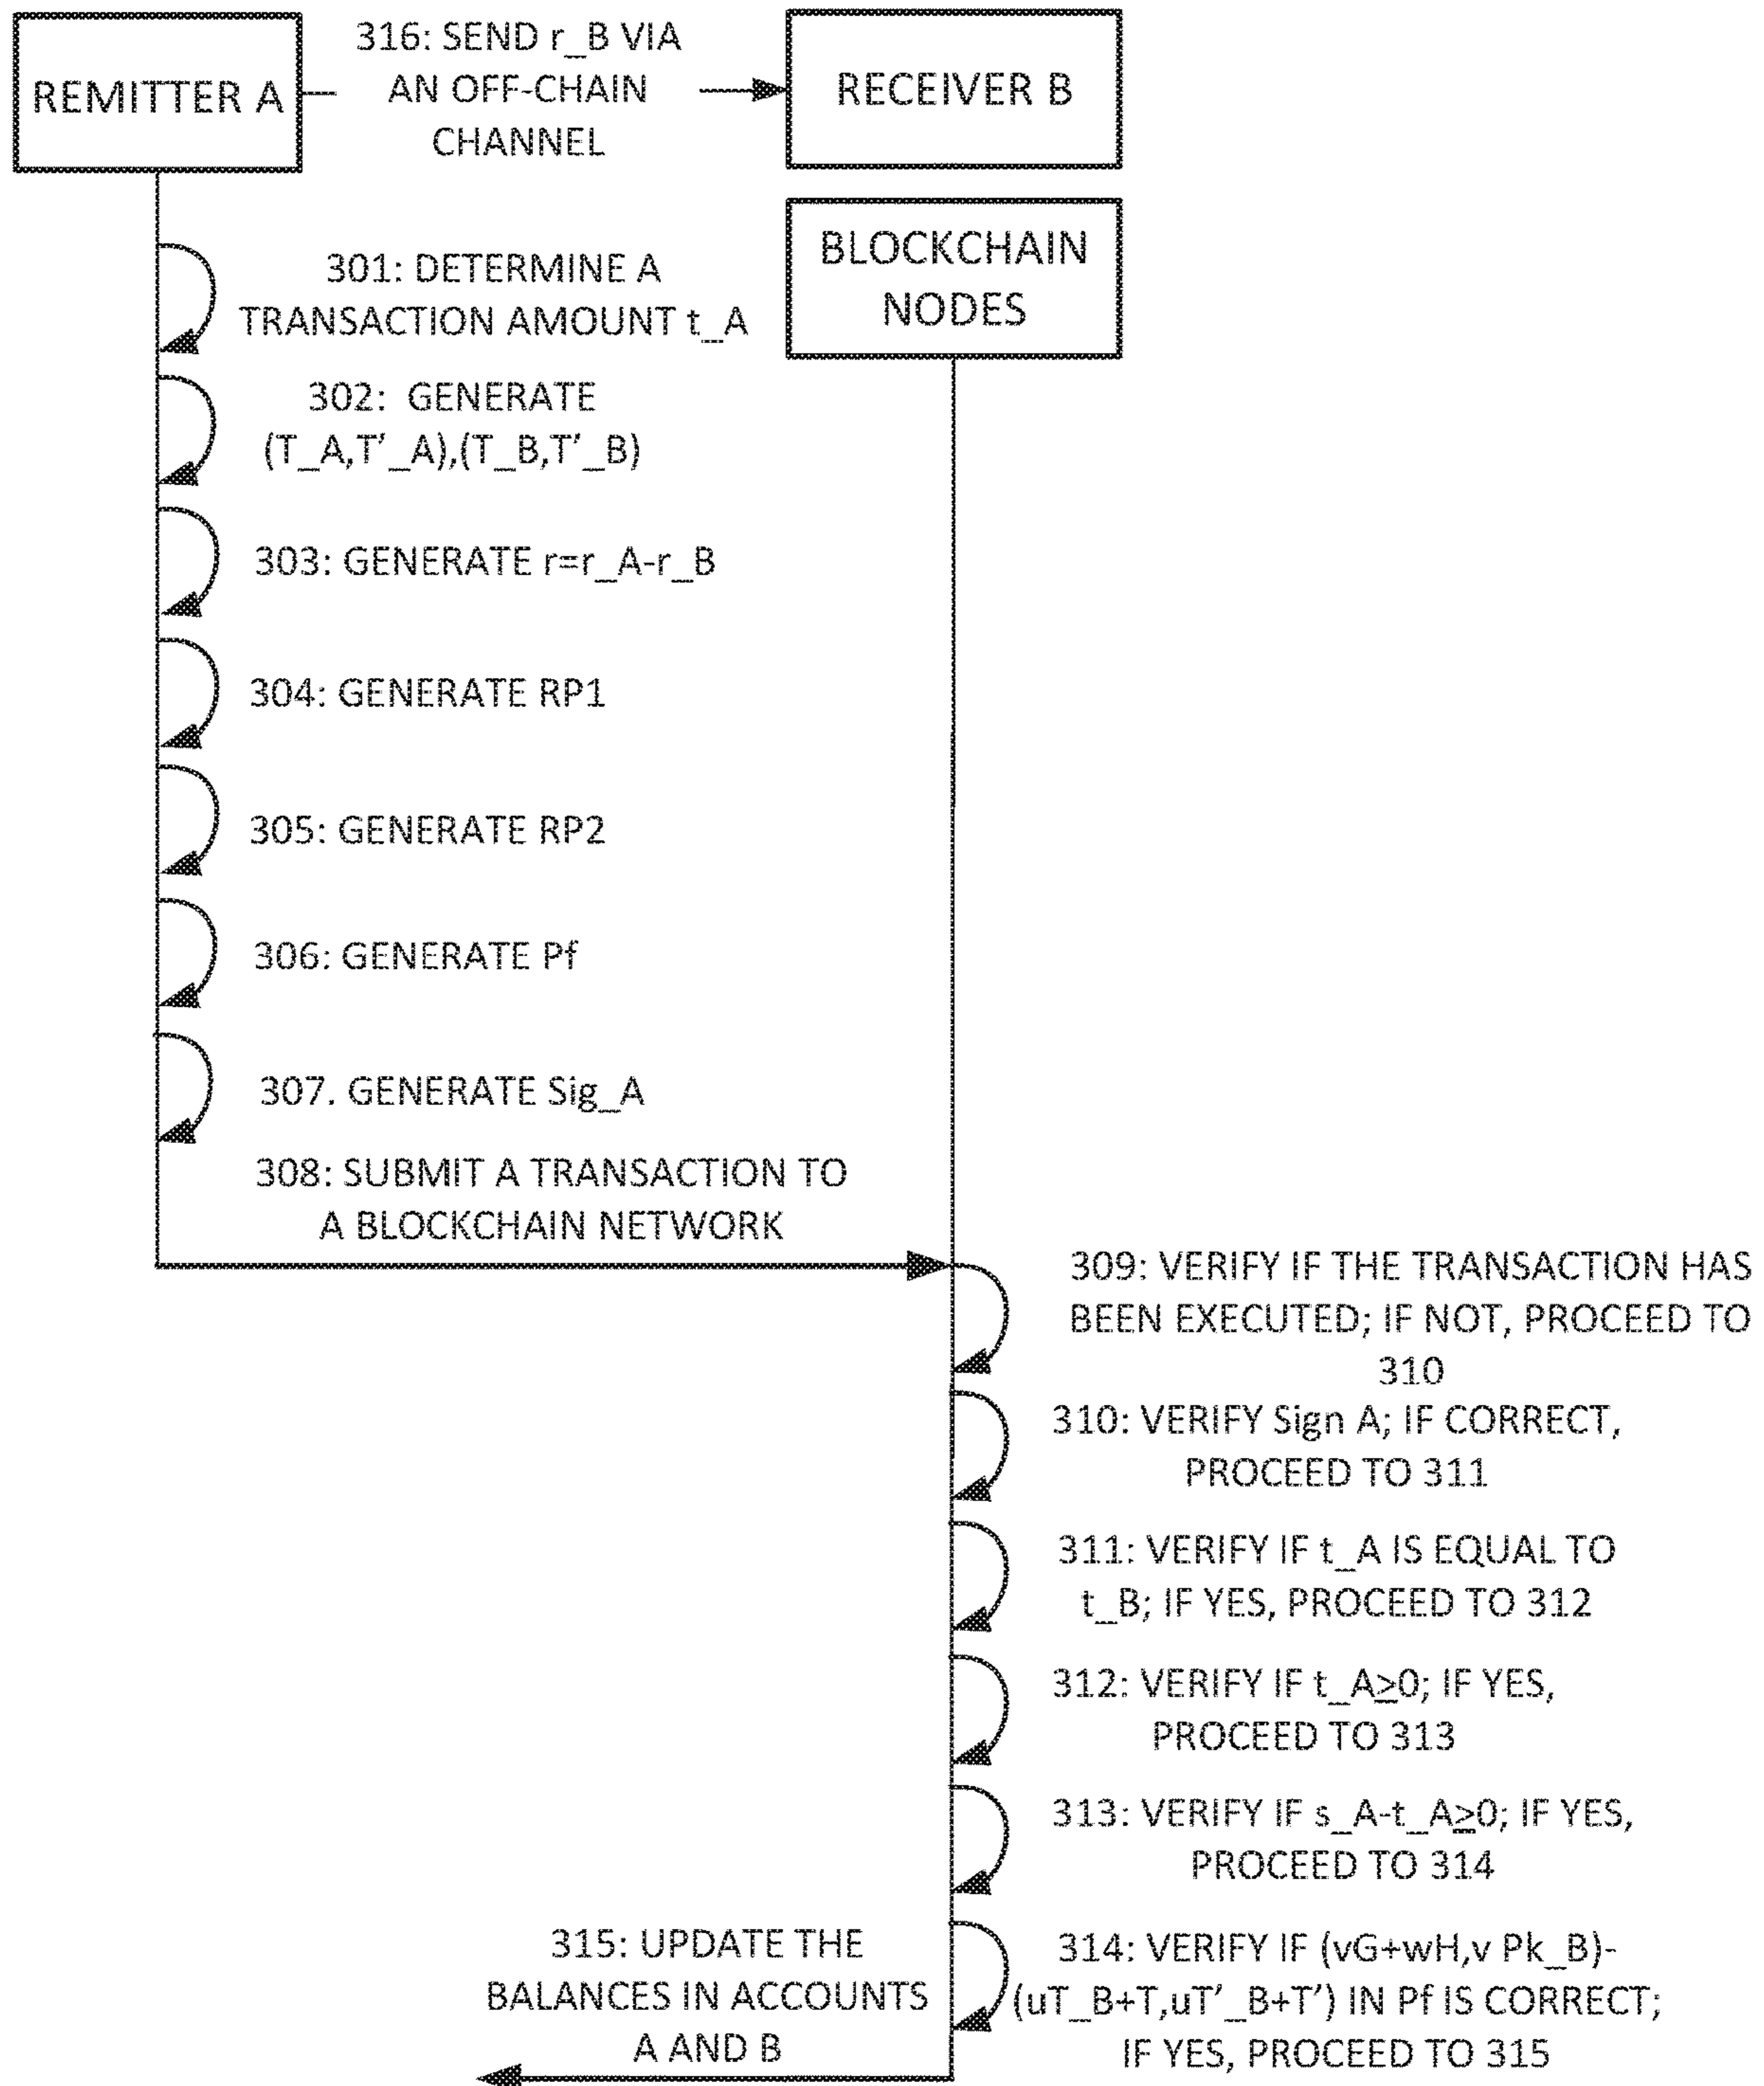 REMITTER A
316: SEND r_B VIA
AN OFF-CHAIN
CHANNEL
RECEIVER B
BLOCKCHAIN
NODES
301: DETERMINE A
TRANSACTION AMOUNT t_A
302: GENERATE
(T_A,T'_A),(T_B,T'_B)
303: GENERATE r=r_A-r_B
304: GENERATE RP1
305: GENERATE RP2
306: GENERATE Pf
307. GENERATE Sig_A
308: SUBMIT A TRANSACTION TO
A BLOCKCHAIN NETWORK
309: VERIFY IF THE TRANSACTION HAS
BEEN EXECUTED; IF NOT, PROCEED TO
310
310: VERIFY Sign A; IF CORRECT,
PROCEED TO 311
311: VERIFY IF t_A IS EQUAL TO
t_B; IF YES, PROCEED TO 312
312: VERIFY IF t_A≥0; IF YES,
PROCEED TO 313
313: VERIFY IF s_A-t_A≥0; IF YES,
PROCEED TO 314
314: VERIFY IF (vG+wH,v Pk_B)-
(uT_B+T,uT'_B+T') IN Pf IS CORRECT;
IF YES, PROCEED TO 315
315: UPDATE THE
BALANCES IN ACCOUNTS
A AND B